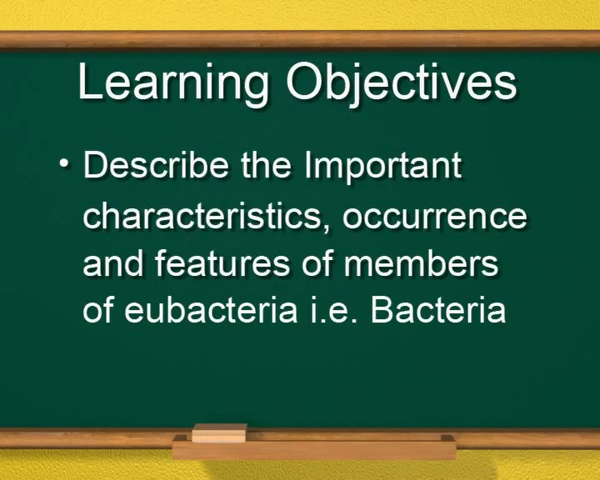 Learning Objectives
• Describe the Important
characteristics, occurrence
and features of members
of eubacteria i.e. Bacteria